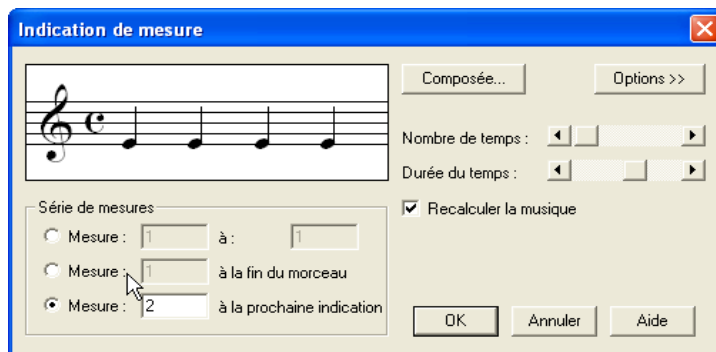 Indication de mesure
Composée...
Options >>
Nombre de temps :
Durée du temps :
Recalculer la musique
Série de mesures
Mesure : 1 à : 1
Mesure : 1 à la fin du morceau
Mesure : 2 à la prochaine indication
OK
Annuler
Aide